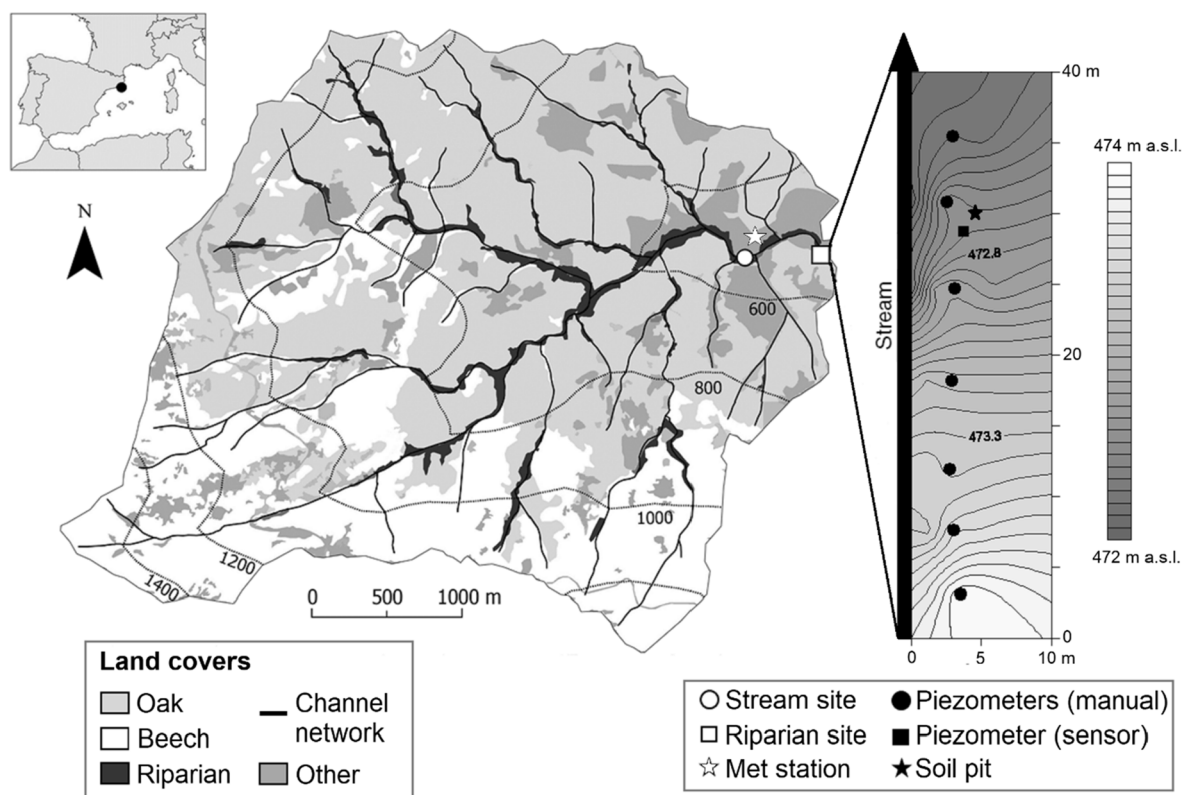 N
600
800
1000
1200
1400
0 500 1000 m
Land covers
Oak
Beech
Riparian
Channel
network
Other
Stream
40 m
20
0
0 5 10 m
472.8
473.3
474 m a.s.l.
472 m a.s.l.
Stream site
Riparian site
Met station
Piezometers (manual)
Piezometer (sensor)
Soil pit